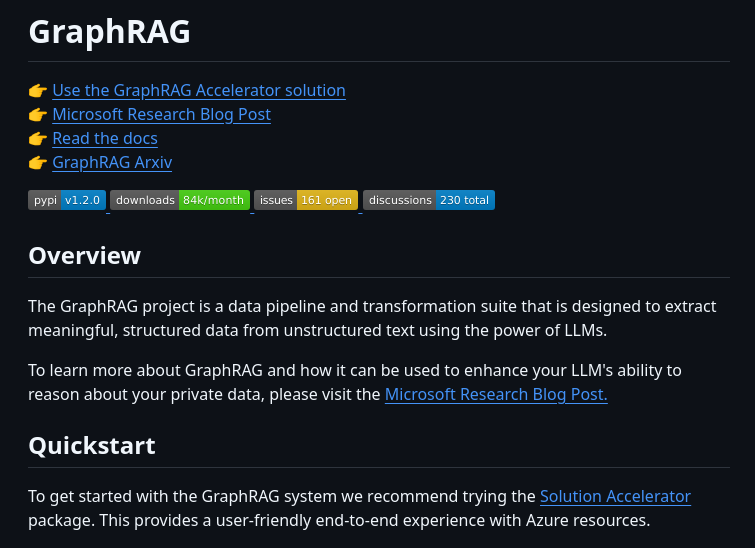 GraphRAG
👉 Use the GraphRAG Accelerator solution
👉 Microsoft Research Blog Post
👉 Read the docs
👉 GraphRAG Arxiv
pypi v1.2.0 downloads 84k/month issues 161 open discussions 230 total
Overview
The GraphRAG project is a data pipeline and transformation suite that is designed to extract
meaningful, structured data from unstructured text using the power of LLMs.
To learn more about GraphRAG and how it can be used to enhance your LLM's ability to
reason about your private data, please visit the Microsoft Research Blog Post.
Quickstart
To get started with the GraphRAG system we recommend trying the Solution Accelerator
package. This provides a user-friendly end-to-end experience with Azure resources.